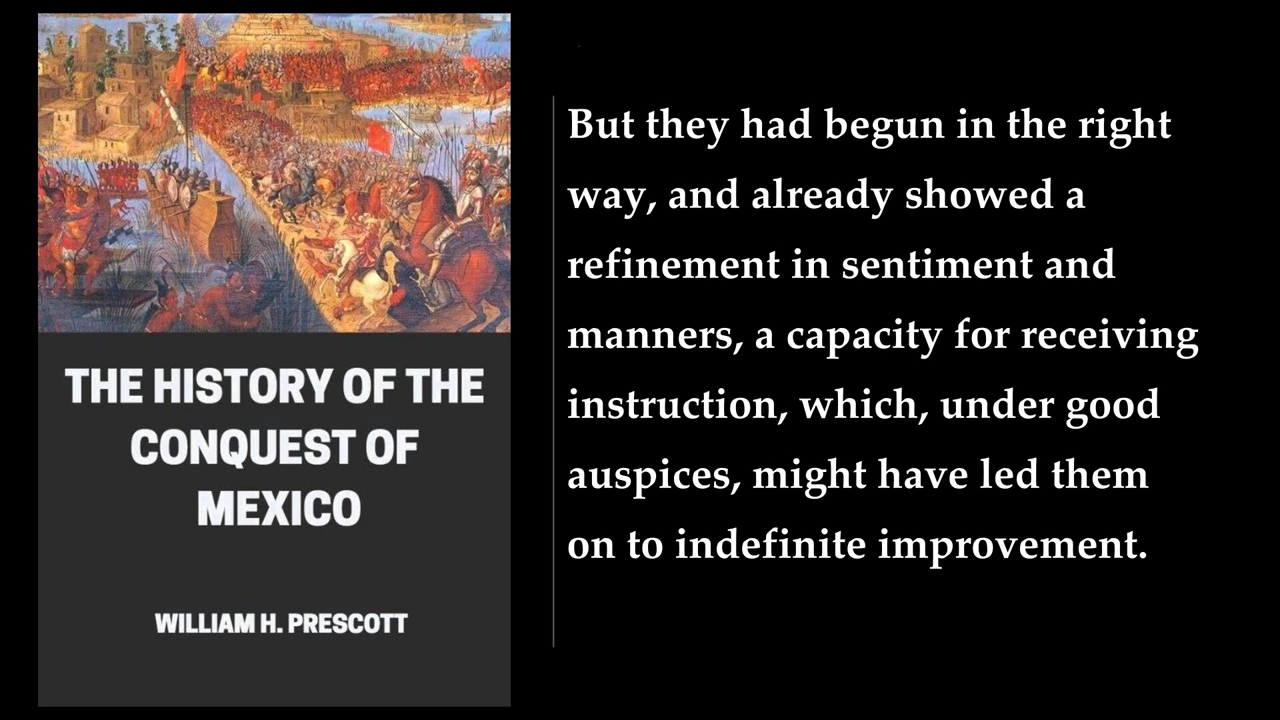 THE HISTORY OF THE
CONQUEST OF
MEXICO
WILLIAM H. PRESCOTT
But they had begun in the right
way, and already showed a
refinement in sentiment and
manners, a capacity for receiving
instruction, which, under good
auspices, might have led them
on to indefinite improvement.